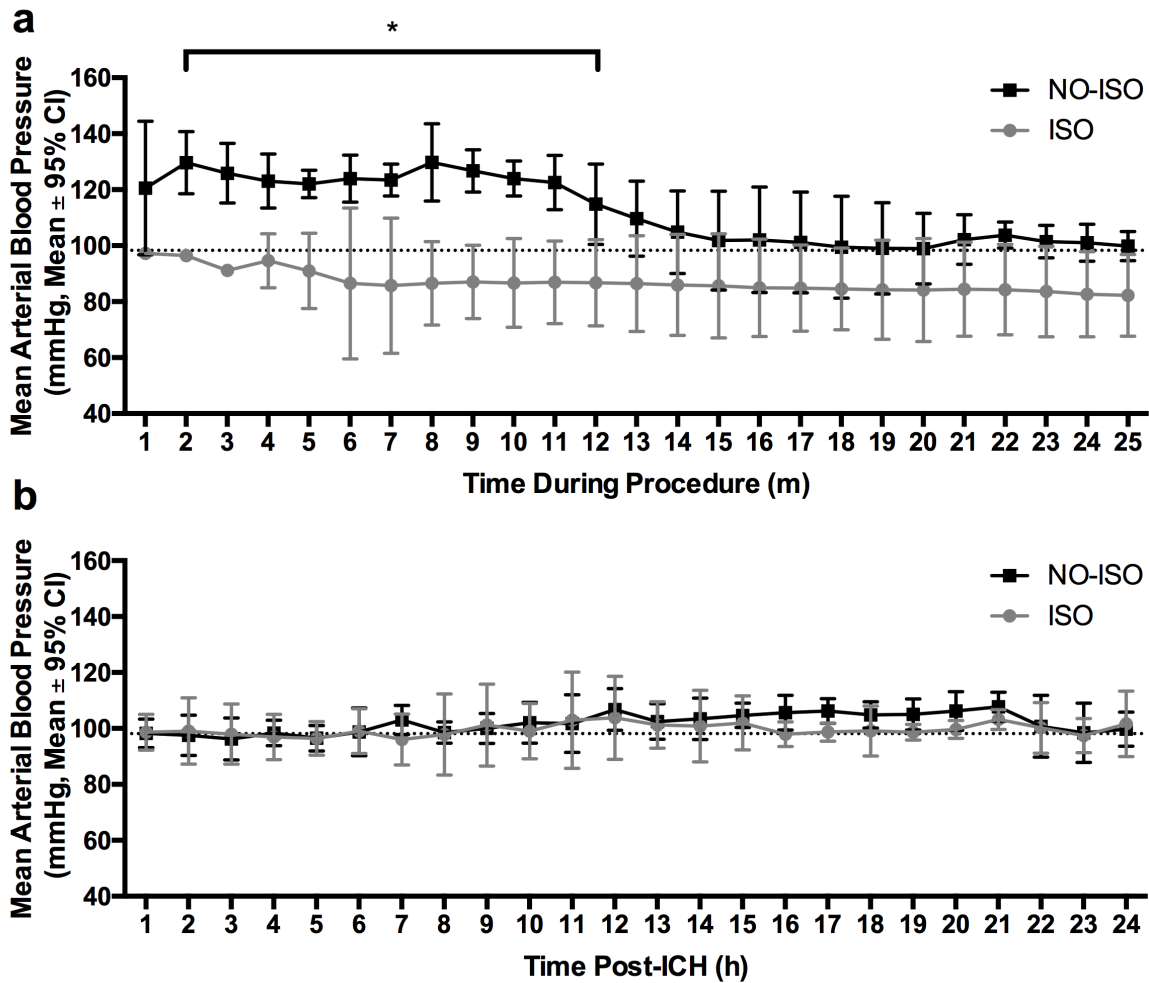 a
*
Mean Arterial Blood Pressure
(mmHg, Mean ± 95% CI)
160
140
120
100
80
60
40
NO-ISO
ISO
1 2 3 4 5 6 7 8 9 10 11 12 13 14 15 16 17 18 19 20 21 22 23 24 25
Time During Procedure (m)
b
Mean Arterial Blood Pressure
(mmHg, Mean ± 95% CI)
160
140
120
100
80
60
40
NO-ISO
ISO
1 2 3 4 5 6 7 8 9 10 11 12 13 14 15 16 17 18 19 20 21 22 23 24
Time Post-ICH (h)